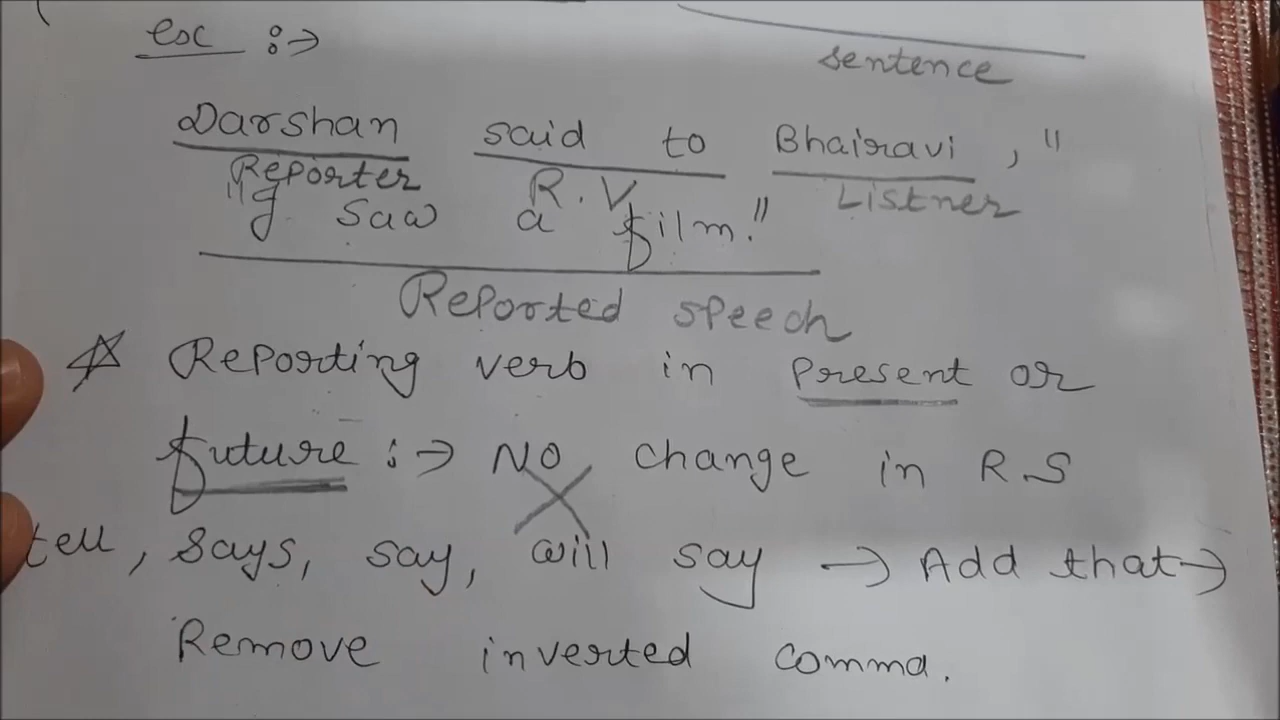 esc :->
sentence
Darshan said to Bhairavi , "
Reporter R.V Listner
"I saw a film."
Reported speech
☆ Reporting verb in Present or
future :-> NO change in R.S
tell, says, say, will say -> Add that ->
Remove inverted comma.